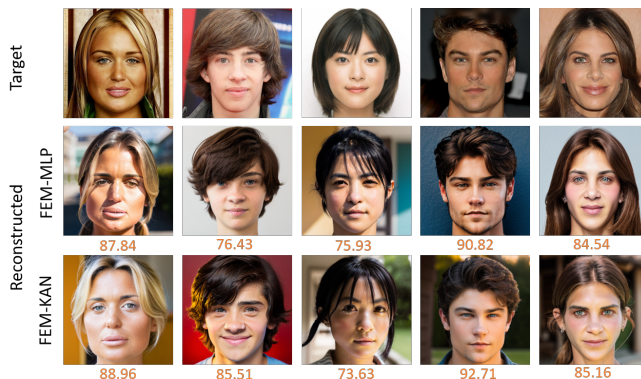 Target
Reconstructed
FEM-MLP
87.84 76.43 75.93 90.82 84.54
FEM-KAN
88.96 85.51 73.63 92.71 85.16